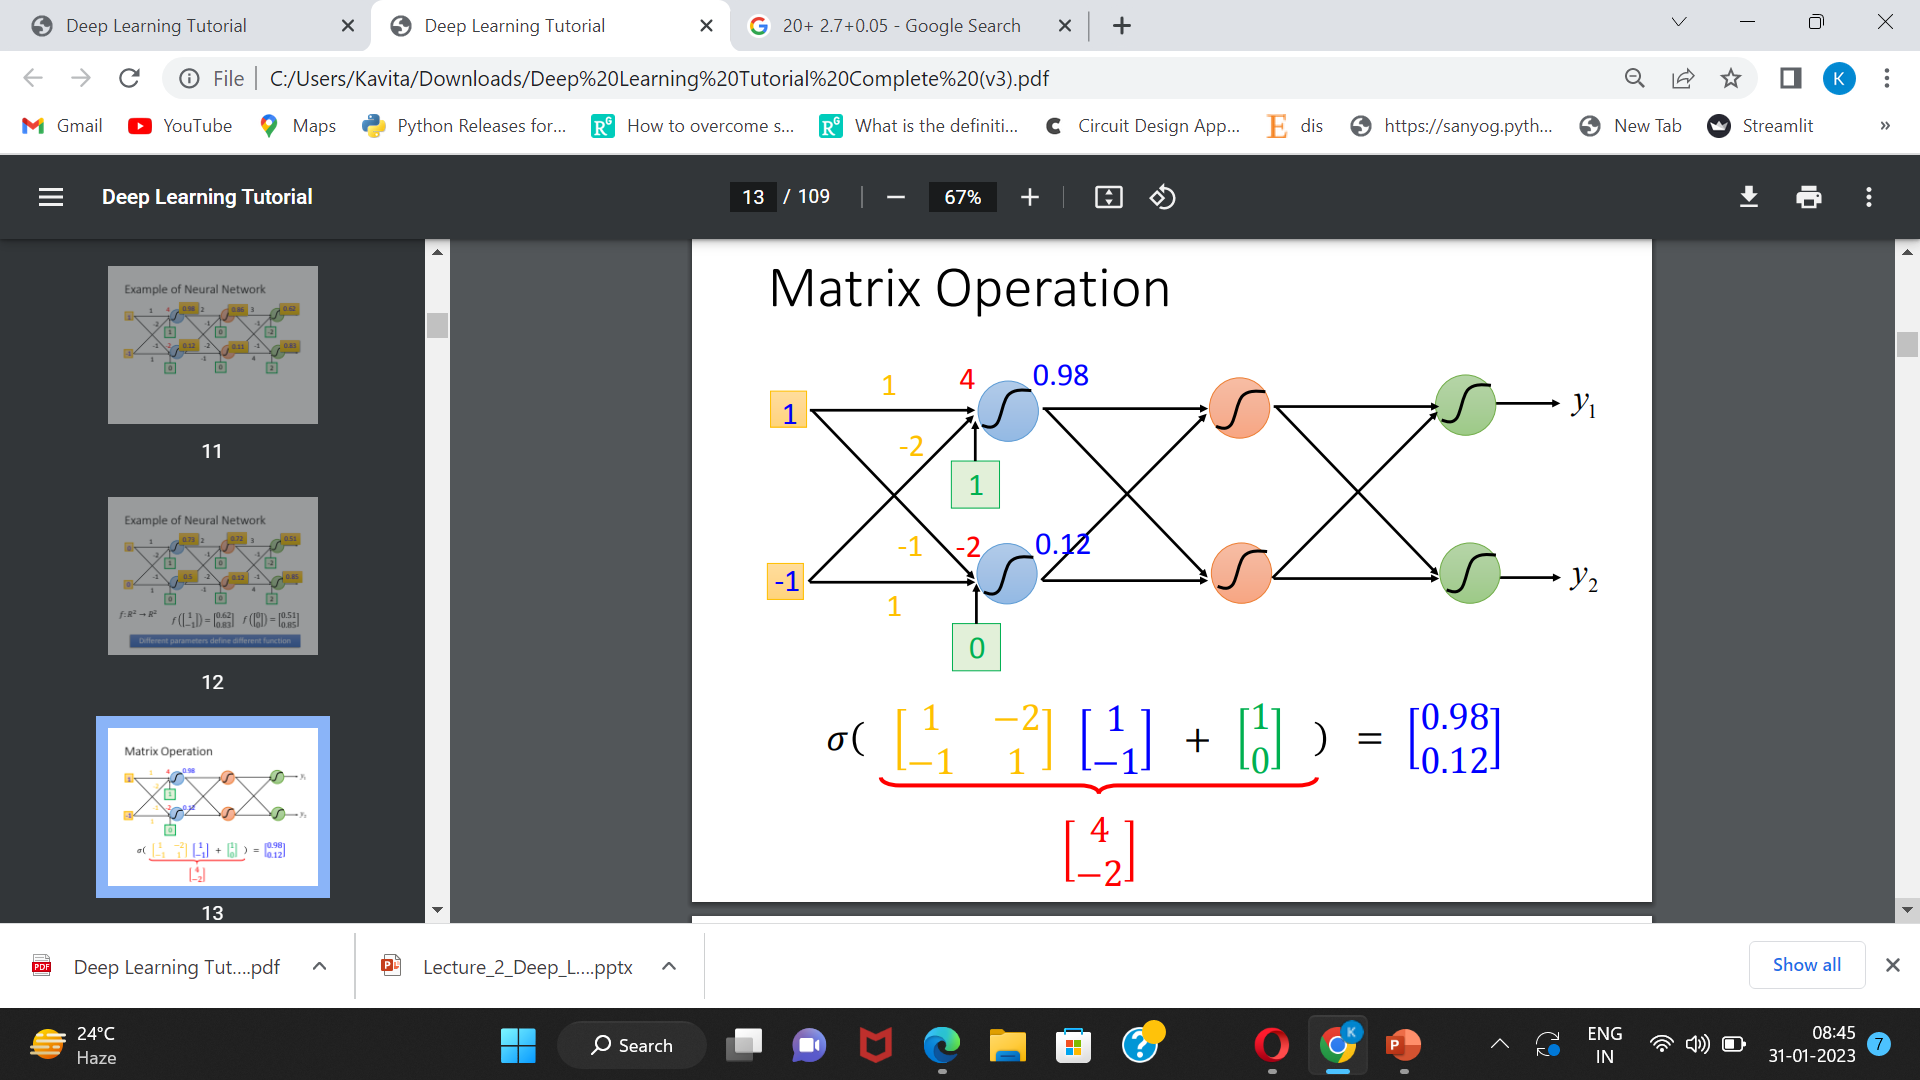 Deep Learning Tutorial
Deep Learning Tutorial
20+ 2.7+0.05 - Google Search
File
C:/Users/Kavita/Downloads/Deep%20Learning%20Tutorial%20Complete%20(v3).pdf
K
Gmail
YouTube
Maps
Python Releases for...
How to overcome s...
What is the definiti...
Circuit Design App...
dis
https://sanyog.pyth...
New Tab
Streamlit
»
Deep Learning Tutorial
13 / 109
67%
Example of Neural Network
11
Example of Neural Network
Different parameters define different function
12
Matrix Operation
13
Matrix Operation
1 4 0.98
1 y₁
-2
1
-1 -2 0.12
-1 y₂
1
0
σ( [1 −2] [1] + [1] ) = [0.98]
[−1 1] [−1] [0] [0.12]
[4]
[−2]
PDF Deep Learning Tut....pdf
Lecture_2_Deep_L....pptx
Show all
24°C
Haze
Search
K
P
ENG
IN
08:45
31-01-2023
7